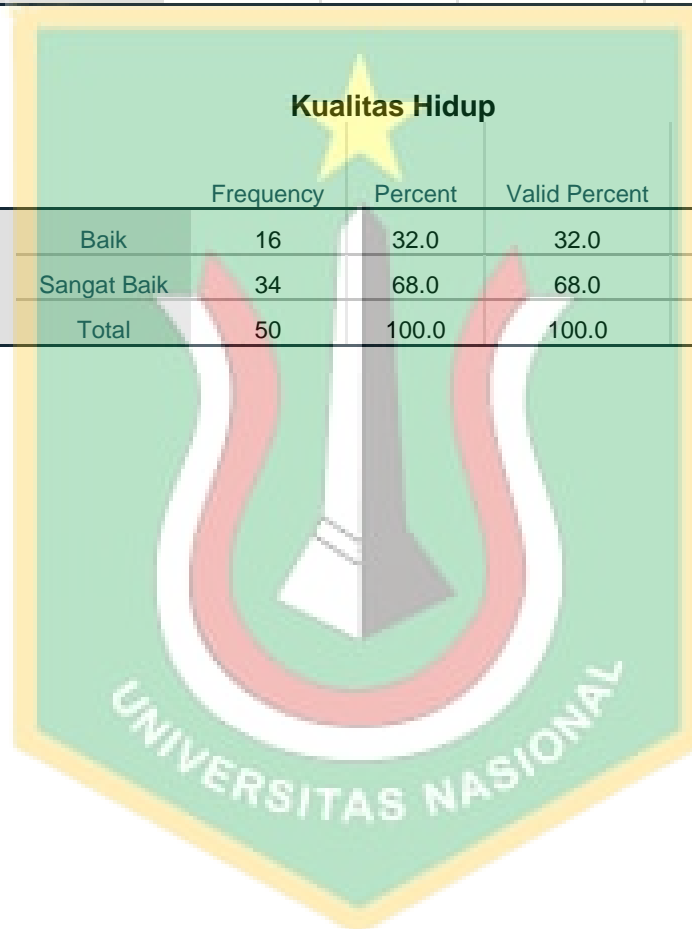 Kualitas Hidup
Frequency Percent Valid Percent
Baik 16 32.0 32.0
Sangat Baik 34 68.0 68.0
Total 50 100.0 100.0
UNIVERSITAS NASIONAL